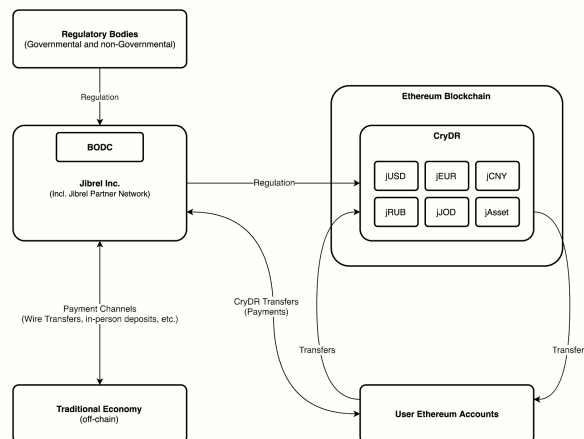 Regulatory Bodies
(Governmental and non-Governmental)
Regulation
Ethereum Blockchain
BODC
CryDR
Jibrel Inc.
(Incl. Jibrel Partner Network)
Regulation
jUSD
jEUR
jCNY
jRUB
jJOD
jAsset
Payment Channels
(Wire Transfers, in-person deposits, etc.)
CryDR Transfers
(Payments)
Transfers
Transfer
Traditional Economy
(off-chain)
User Ethereum Accounts